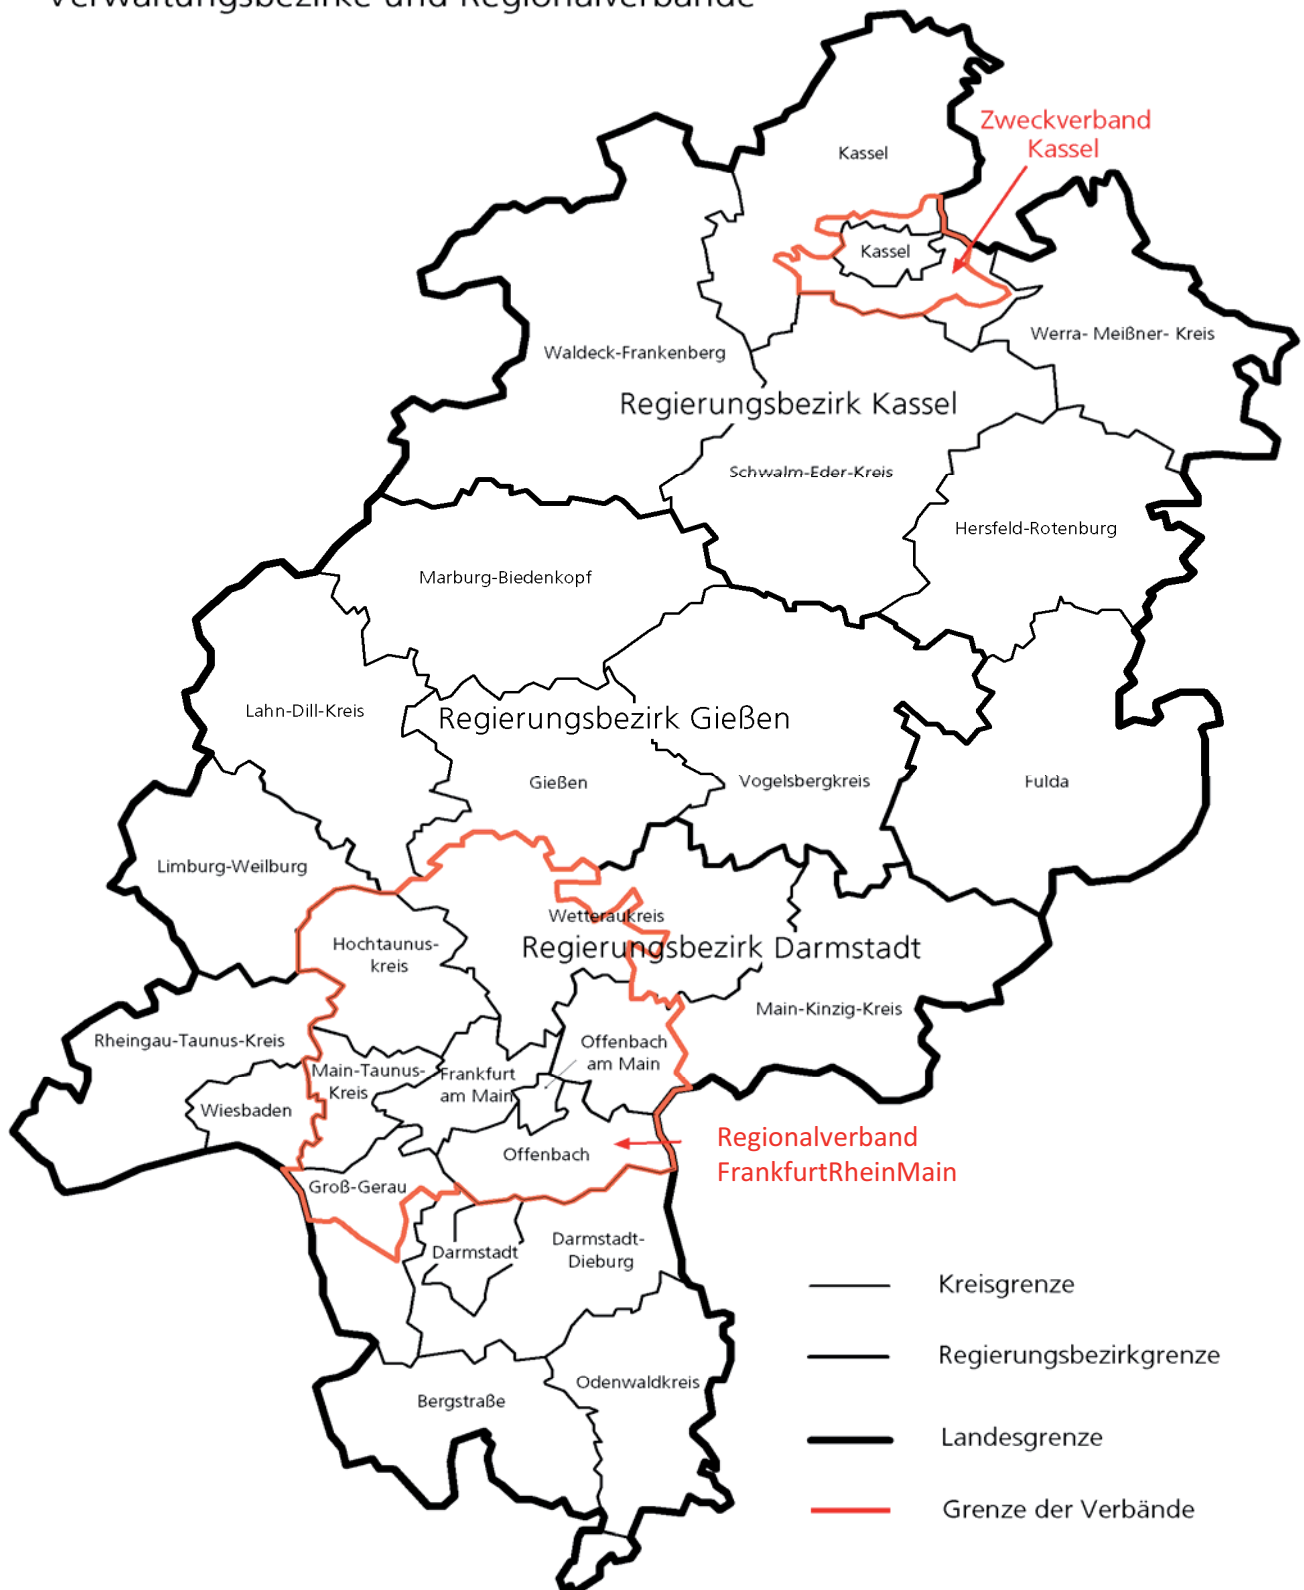 Verwaltungsbezirke und Regionalverbände
Zweckverband
Kassel
Kassel
Kassel
Werra- Meißner- Kreis
Waldeck-Frankenberg
Regierungsbezirk Kassel
Schwalm-Eder-Kreis
Hersfeld-Rotenburg
Marburg-Biedenkopf
Lahn-Dill-Kreis
Regierungsbezirk Gießen
Gießen
Vogelsbergkreis
Fulda
Limburg-Weilburg
Wetteraukreis
Hochtaunus-
kreis
Regierungsbezirk Darmstadt
Main-Kinzig-Kreis
Rheingau-Taunus-Kreis
Offenbach
am Main
Main-Taunus-
Kreis
Frankfurt
am Main
Wiesbaden
Regionalverband
FrankfurtRheinMain
Offenbach
Groß-Gerau
Darmstadt
Darmstadt-
Dieburg
Kreisgrenze
Regierungsbezirkgrenze
Odenwaldkreis
Bergstraße
Landesgrenze
Grenze der Verbände